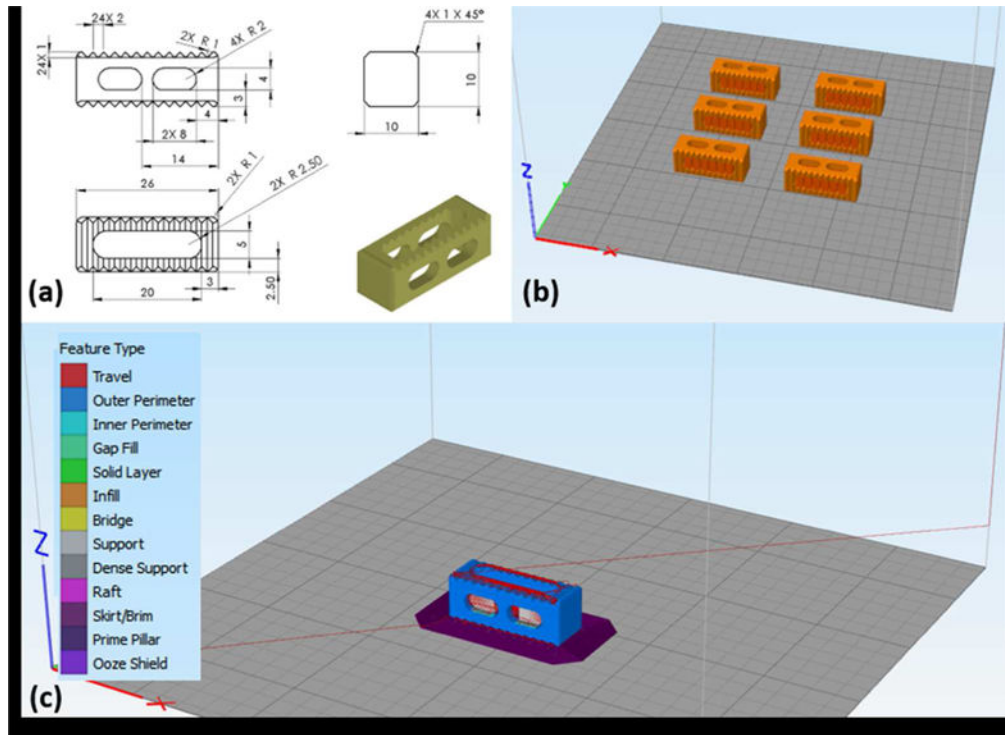 24X 2
2X R 1
4X R 2
24X 1
4
3
4
2X 8
14
4X 1 X 45°
10
10
26
2X R 1
2X R 2.50
5
2.50
3
20
(a)
Z
X
(b)
Feature Type
Travel
Outer Perimeter
Inner Perimeter
Gap Fill
Solid Layer
Infill
Bridge
Support
Dense Support
Raft
Skirt/Brim
Prime Pillar
Ooze Shield
Z
X
(c)